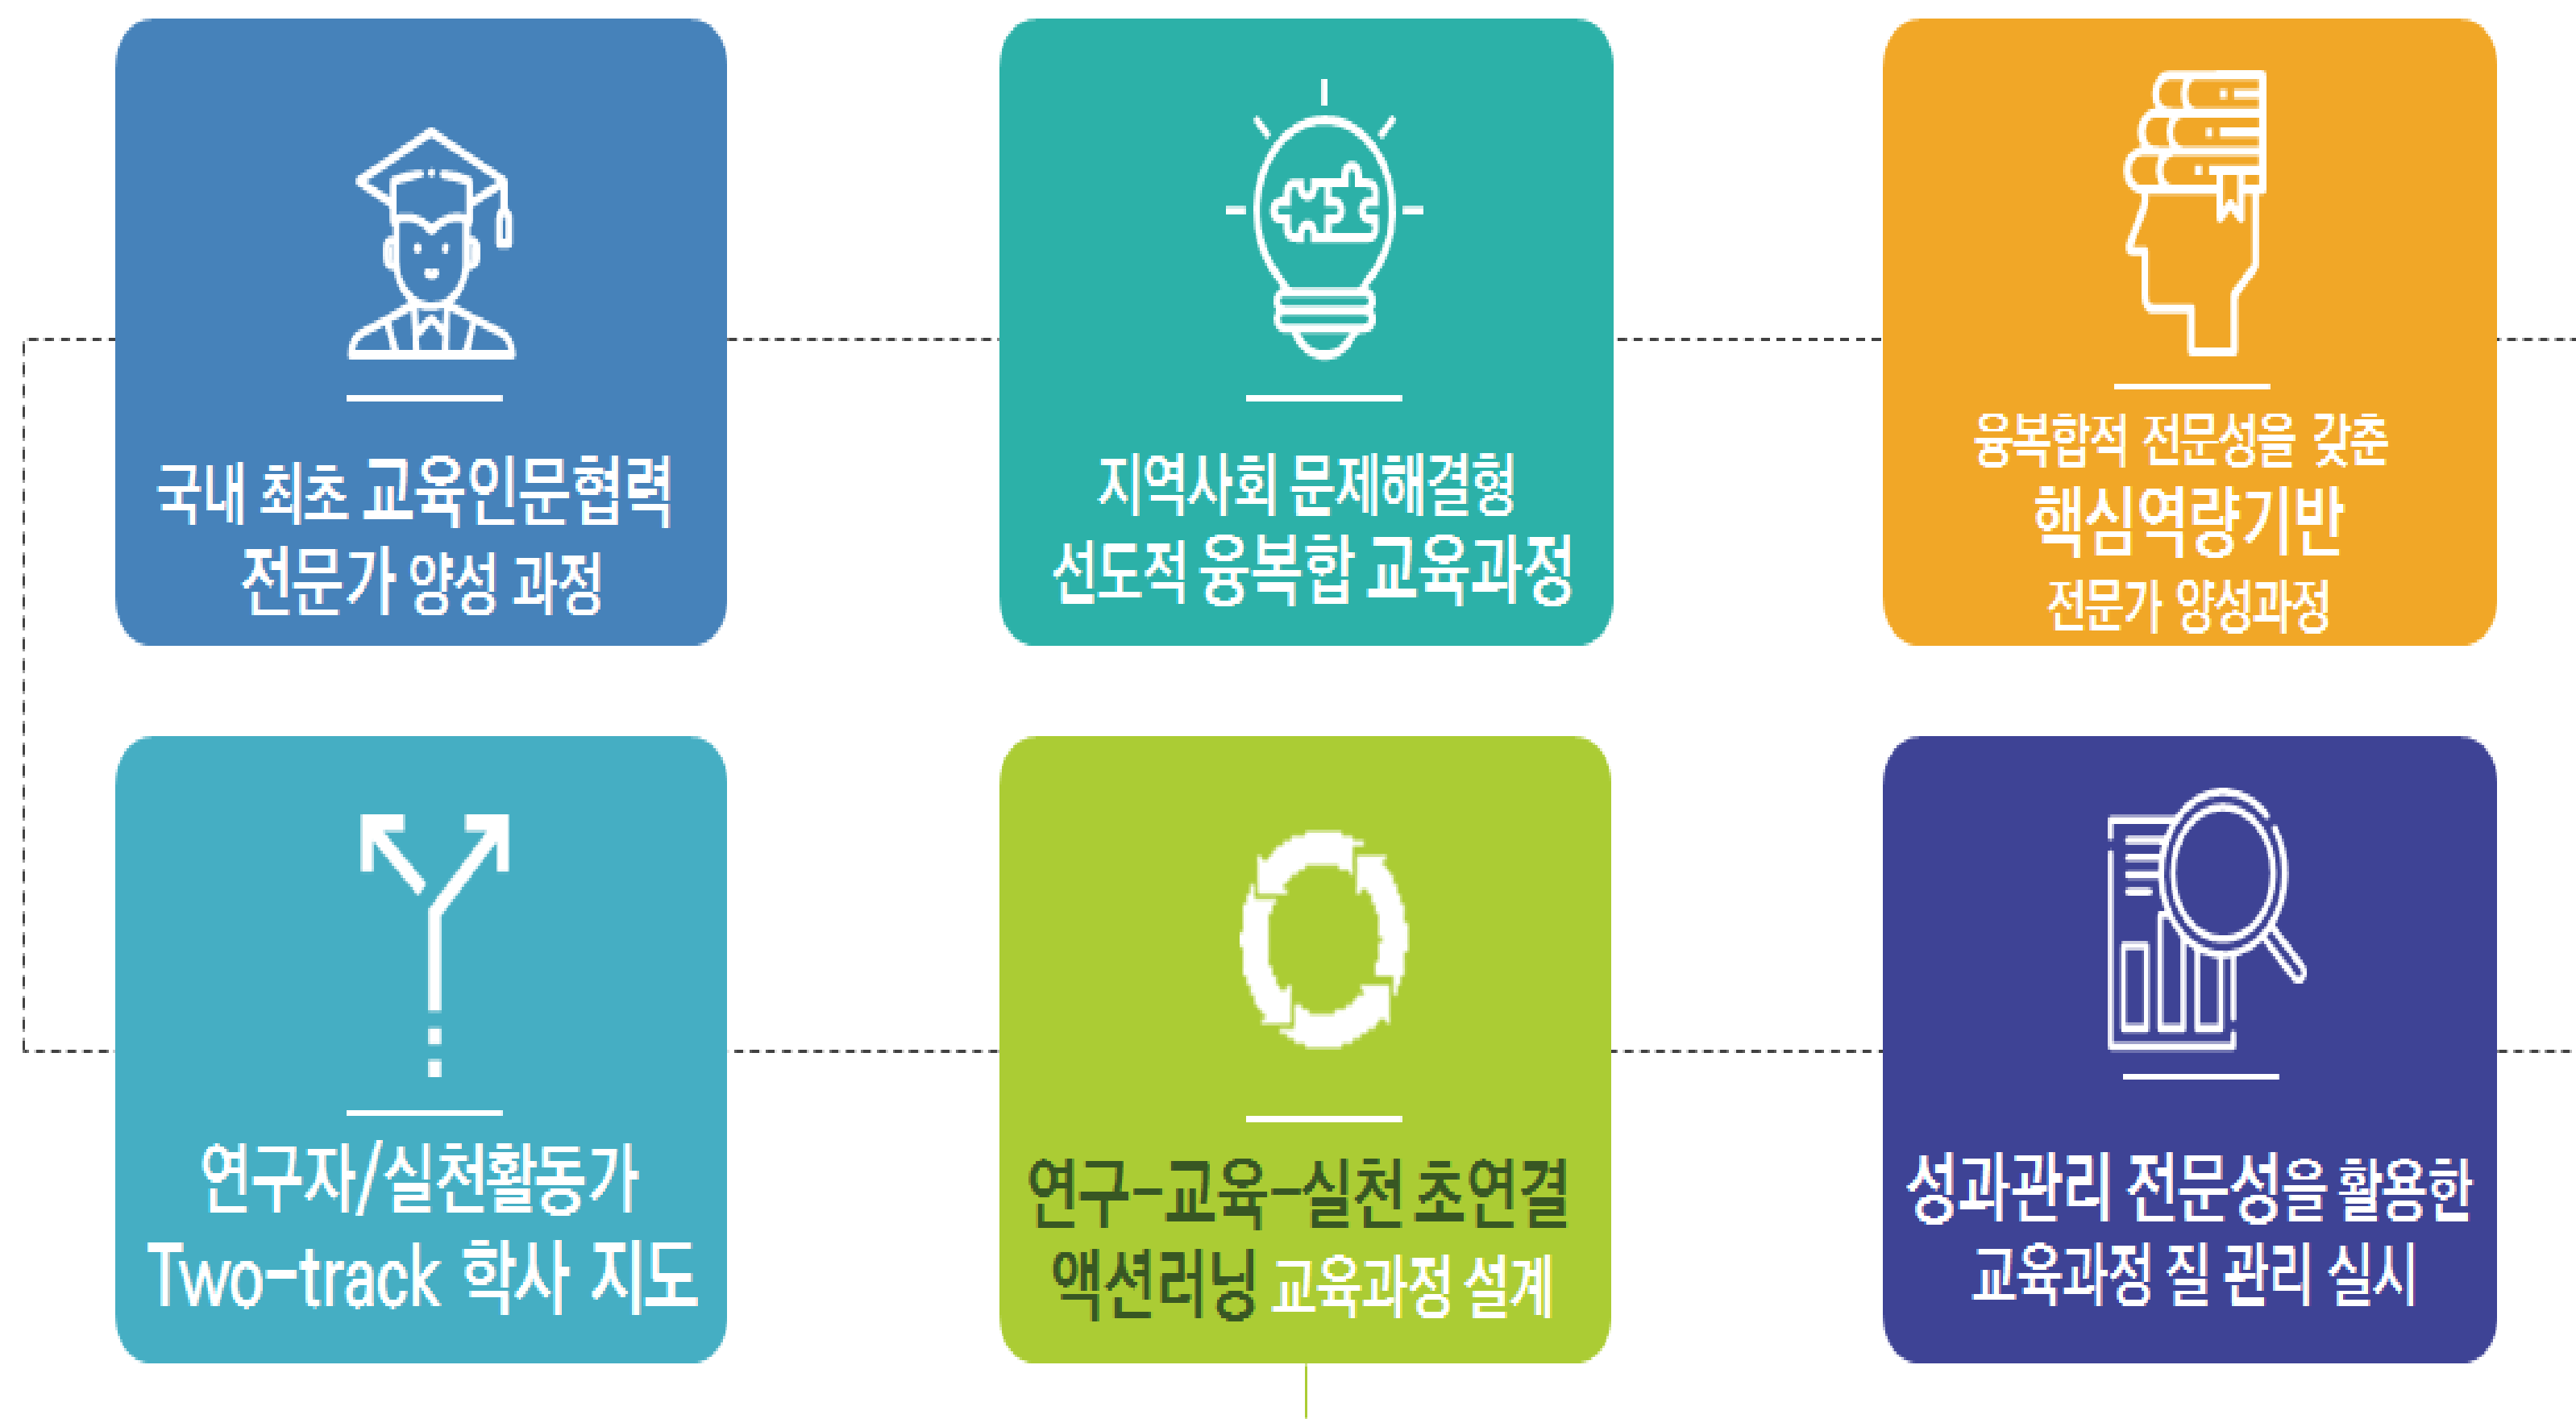 국내 최초 교육인문협력
전문가 양성 과정
지역사회 문제해결형
선도적 융복합 교육과정
융복합적 전문성을 갖춘
핵심역량기반
전문가 양성과정
연구자/실천활동가
Two-track 학사 지도
연구-교육-실천 초연결
액션러닝 교육과정 설계
성과관리 전문성을 활용한
교육과정 질 관리 실시